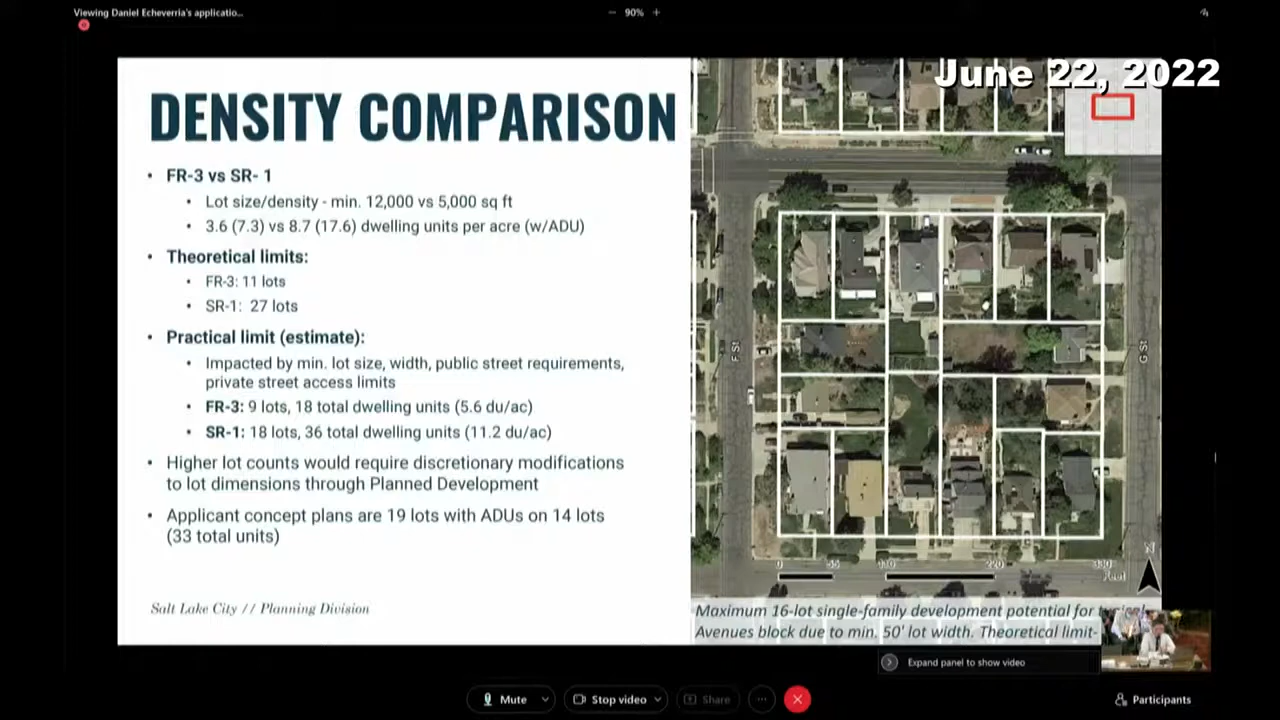 Viewing Daniel Echeverria's applicatio...
90%
June 22, 2022
DENSITY COMPARISON
• FR-3 vs SR- 1
• Lot size/density - min. 12,000 vs 5,000 sq ft
• 3.6 (7.3) vs 8.7 (17.6) dwelling units per acre (w/ADU)
• Theoretical limits:
• FR-3: 11 lots
• SR-1: 27 lots
• Practical limit (estimate):
• Impacted by min. lot size, width, public street requirements,
private street access limits
• FR-3: 9 lots, 18 total dwelling units (5.6 du/ac)
• SR-1: 18 lots, 36 total dwelling units (11.2 du/ac)
• Higher lot counts would require discretionary modifications
to lot dimensions through Planned Development
• Applicant concept plans are 19 lots with ADUs on 14 lots
(33 total units)
Salt Lake City // Planning Division
F St
G St
N
0 55 110 220 330
Feet
Maximum 16-lot single-family development potential for typical
Avenues block due to min. 50' lot width. Theoretical limit-
Expand panel to show video
Mute
Stop video
Share
Participants